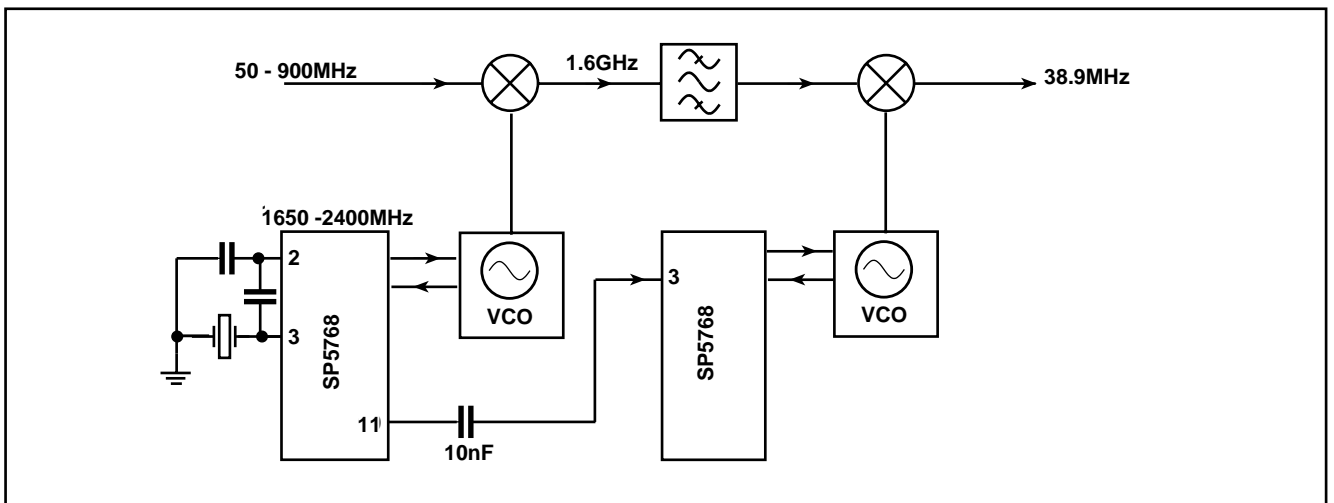 50 - 900MHz
1.6GHz
38.9MHz
1650 -2400MHz
2
3
SP5768
VCO
11
10nF
3
SP5768
VCO